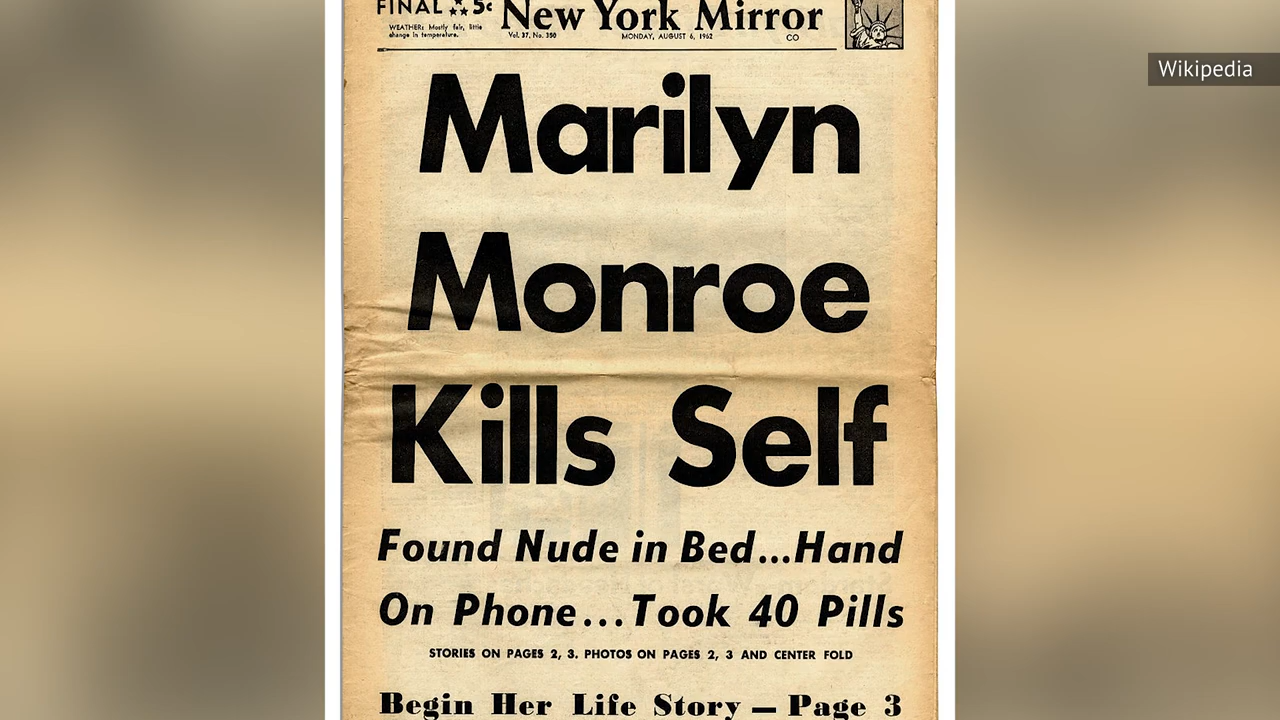 FINAL 5¢ New York Mirror
WEATHER: Mostly fair, little
change in temperature.
Vol. 37. No. 350 MONDAY, AUGUST 6, 1962 CO
Wikipedia
Marilyn
Monroe
Kills Self
Found Nude in Bed...Hand
On Phone...Took 40 Pills
STORIES ON PAGES 2, 3. PHOTOS ON PAGES 2, 3 AND CENTER FOLD
Begin Her Life Story — Page 3